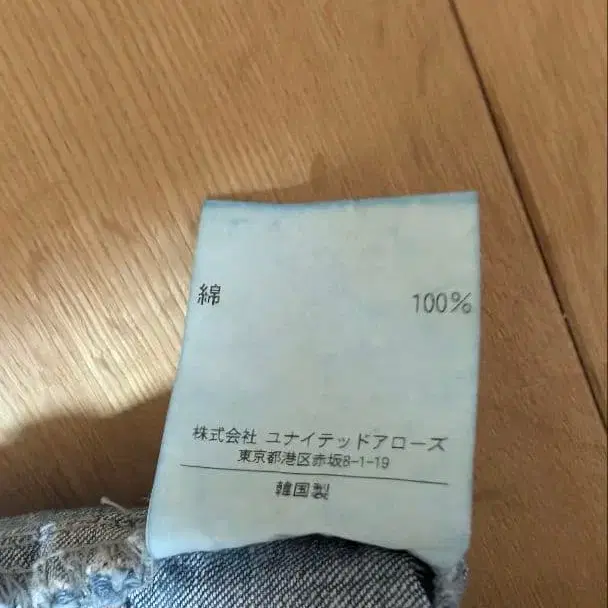 綿 100%
株式会社 ユナイテッドアローズ
東京都港区赤坂8-1-19
韓国製